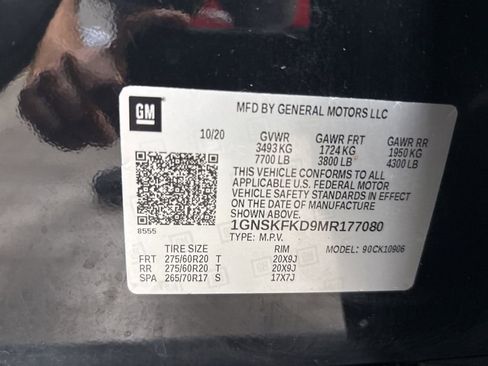 GM
MFD BY GENERAL MOTORS LLC
10/20 GVWR GAWR FRT GAWR RR
3493 KG 1724 KG 1950 KG
7700 LB 3800 LB 4300 LB
THIS VEHICLE CONFORMS TO ALL
APPLICABLE U.S. FEDERAL MOTOR
VEHICLE SAFETY STANDARDS IN EFFECT
ON THE DATE OF MANUFACTURE
SHOWN ABOVE.
1GNSKFKD9MR177080
8555
TYPE: M.P.V. MODEL: 90CK10906
TIRE SIZE RIM
FRT 275/60R20 T 20X9J
RR 275/60R20 T 20X9J
SPA 265/70R17 S 17X7J